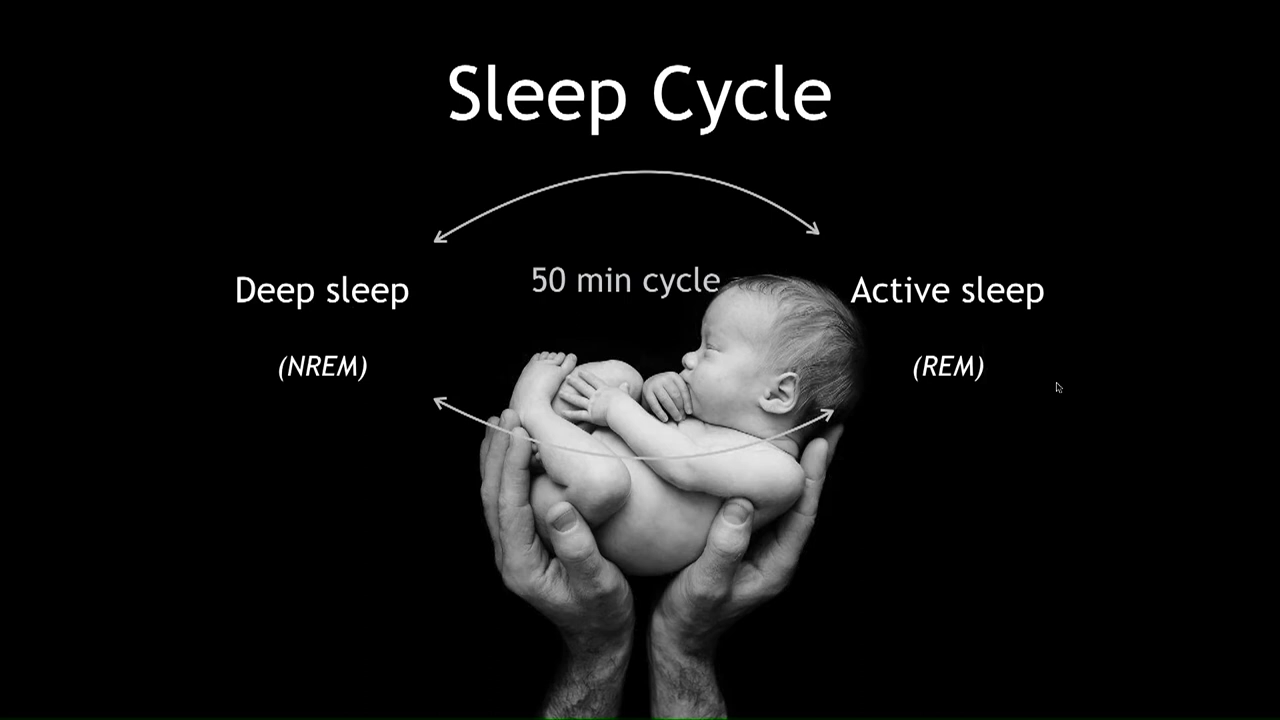 Sleep Cycle
50 min cycle
Deep sleep
Active sleep
(NREM)
(REM)